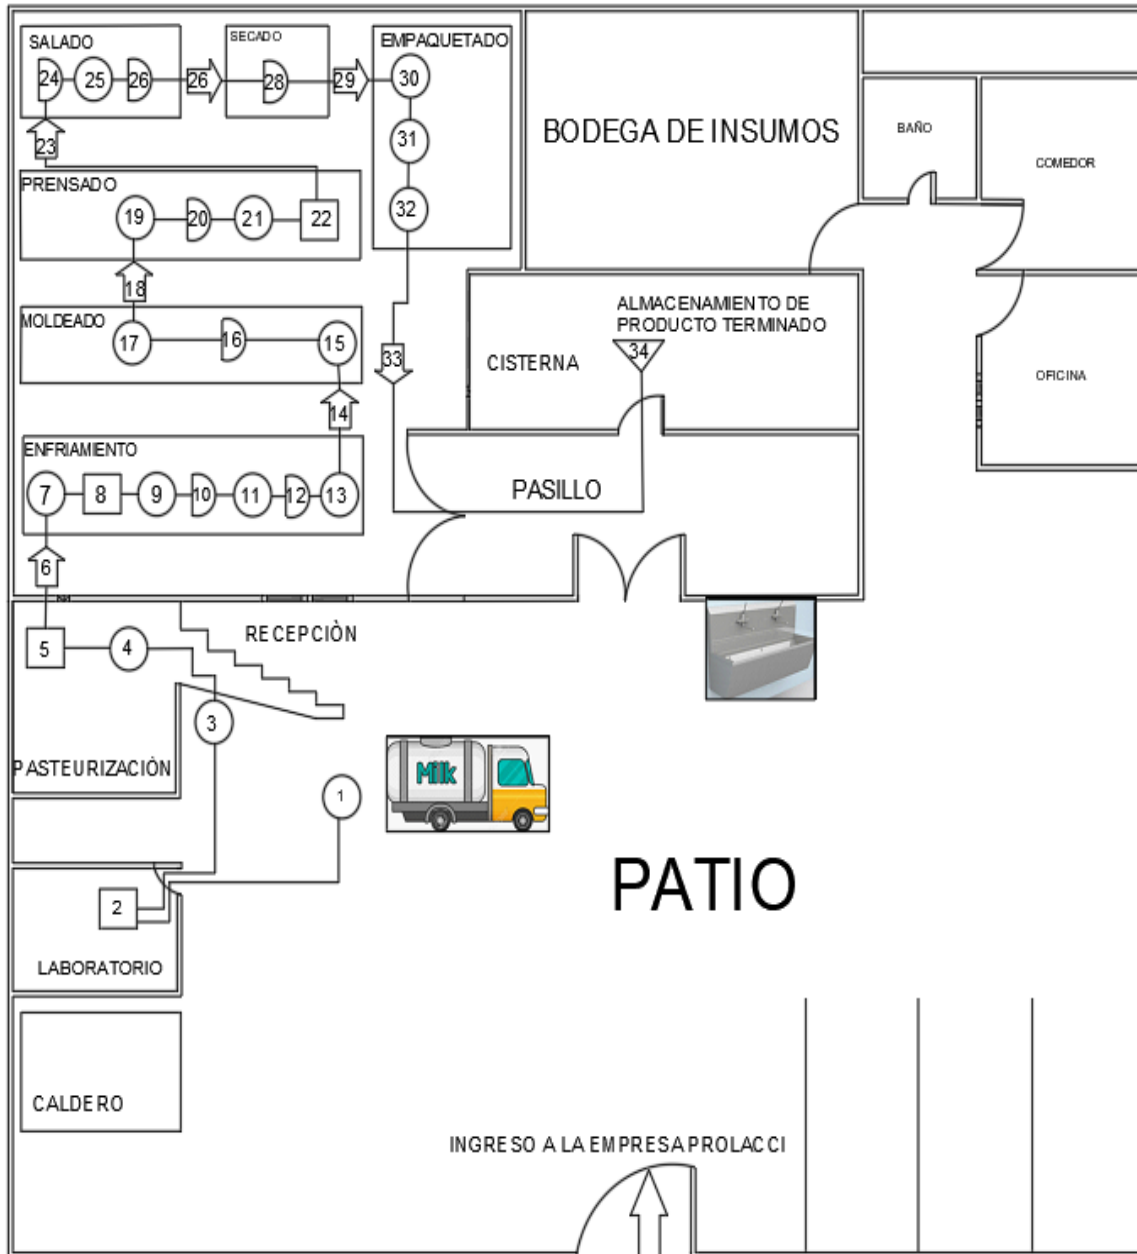 SALADO
24
25
26
26
SECADO
28
29
EMPAQUETADO
30
31
32
23
PRENSADO
19
20
21
22
18
MOLDEADO
17
16
15
33
14
ENFRIAMIENTO
7
8
9
10
11
12
13
6
BODEGA DE INSUMOS
BAÑO
COMEDOR
ALMACENAMIENTO DE
PRODUCTO TERMINADO
34
CISTERNA
OFICINA
PASILLO
5
4
RECEPCIÒN
3
PASTEURIZACIÒN
1
Milk
PATIO
2
LABORATORIO
CALDERO
INGRESO A LA EMPRESA PROLACCI